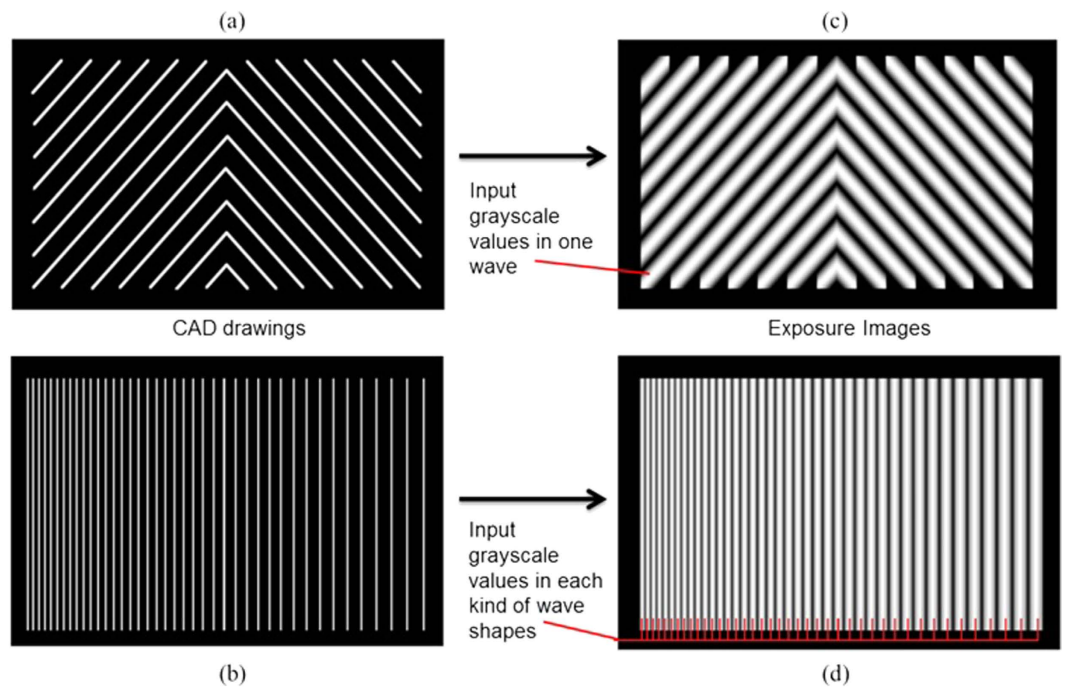 (a)
(c)
Input
grayscale
values in one
wave
CAD drawings
Exposure Images
Input
grayscale
values in each
kind of wave
shapes
(b)
(d)